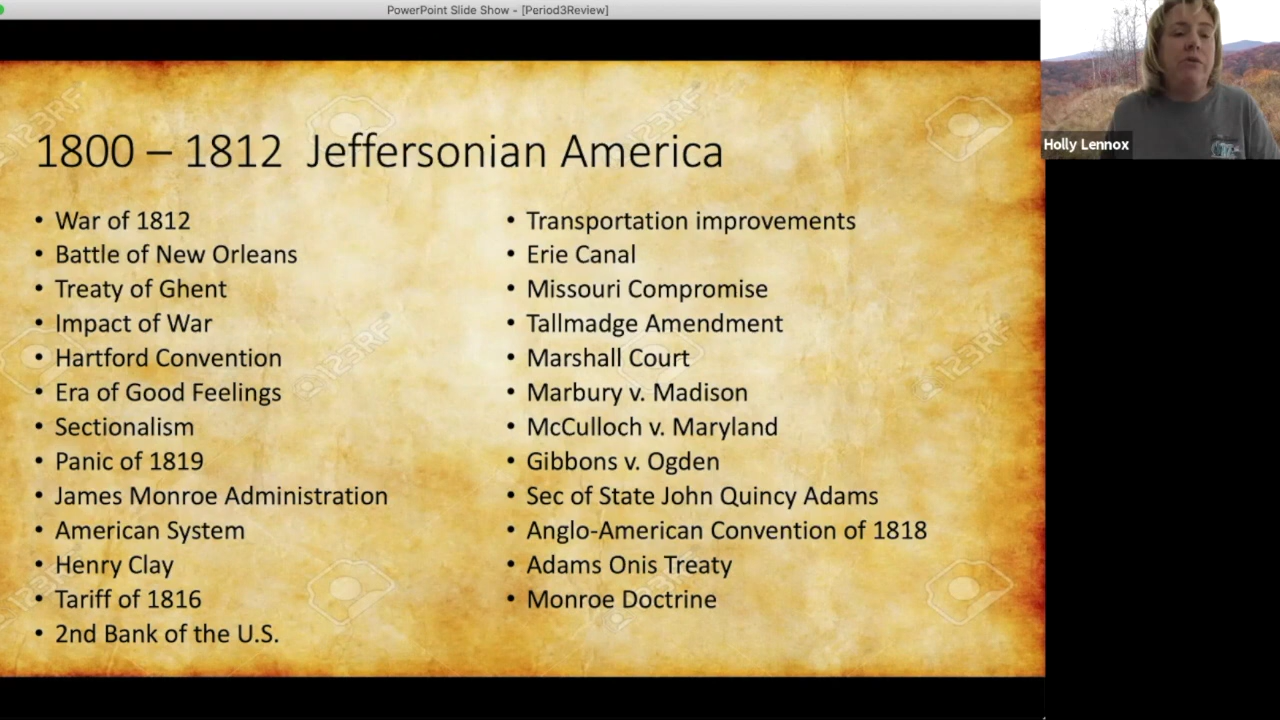 PowerPoint Slide Show - [Period3Review]
Holly Lennox
1800 – 1812 Jeffersonian America
• War of 1812
• Battle of New Orleans
• Treaty of Ghent
• Impact of War
• Hartford Convention
• Era of Good Feelings
• Sectionalism
• Panic of 1819
• James Monroe Administration
• American System
• Henry Clay
• Tariff of 1816
• 2nd Bank of the U.S.
• Transportation improvements
• Erie Canal
• Missouri Compromise
• Tallmadge Amendment
• Marshall Court
• Marbury v. Madison
• McCulloch v. Maryland
• Gibbons v. Ogden
• Sec of State John Quincy Adams
• Anglo-American Convention of 1818
• Adams Onis Treaty
• Monroe Doctrine
123RF
123RF
123RF
123RF